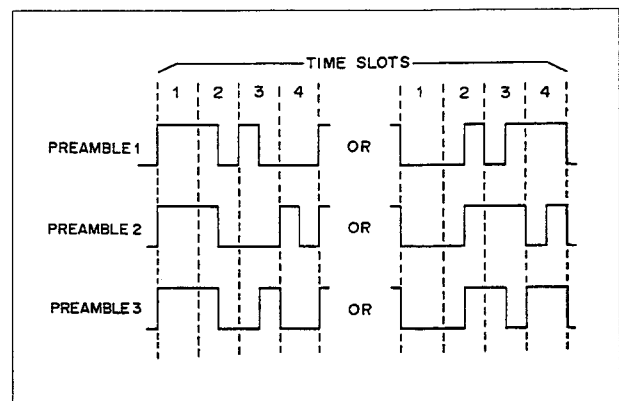 TIME SLOTS
1 2 3 4 1 2 3 4
PREAMBLE 1 OR
PREAMBLE 2 OR
PREAMBLE 3 OR